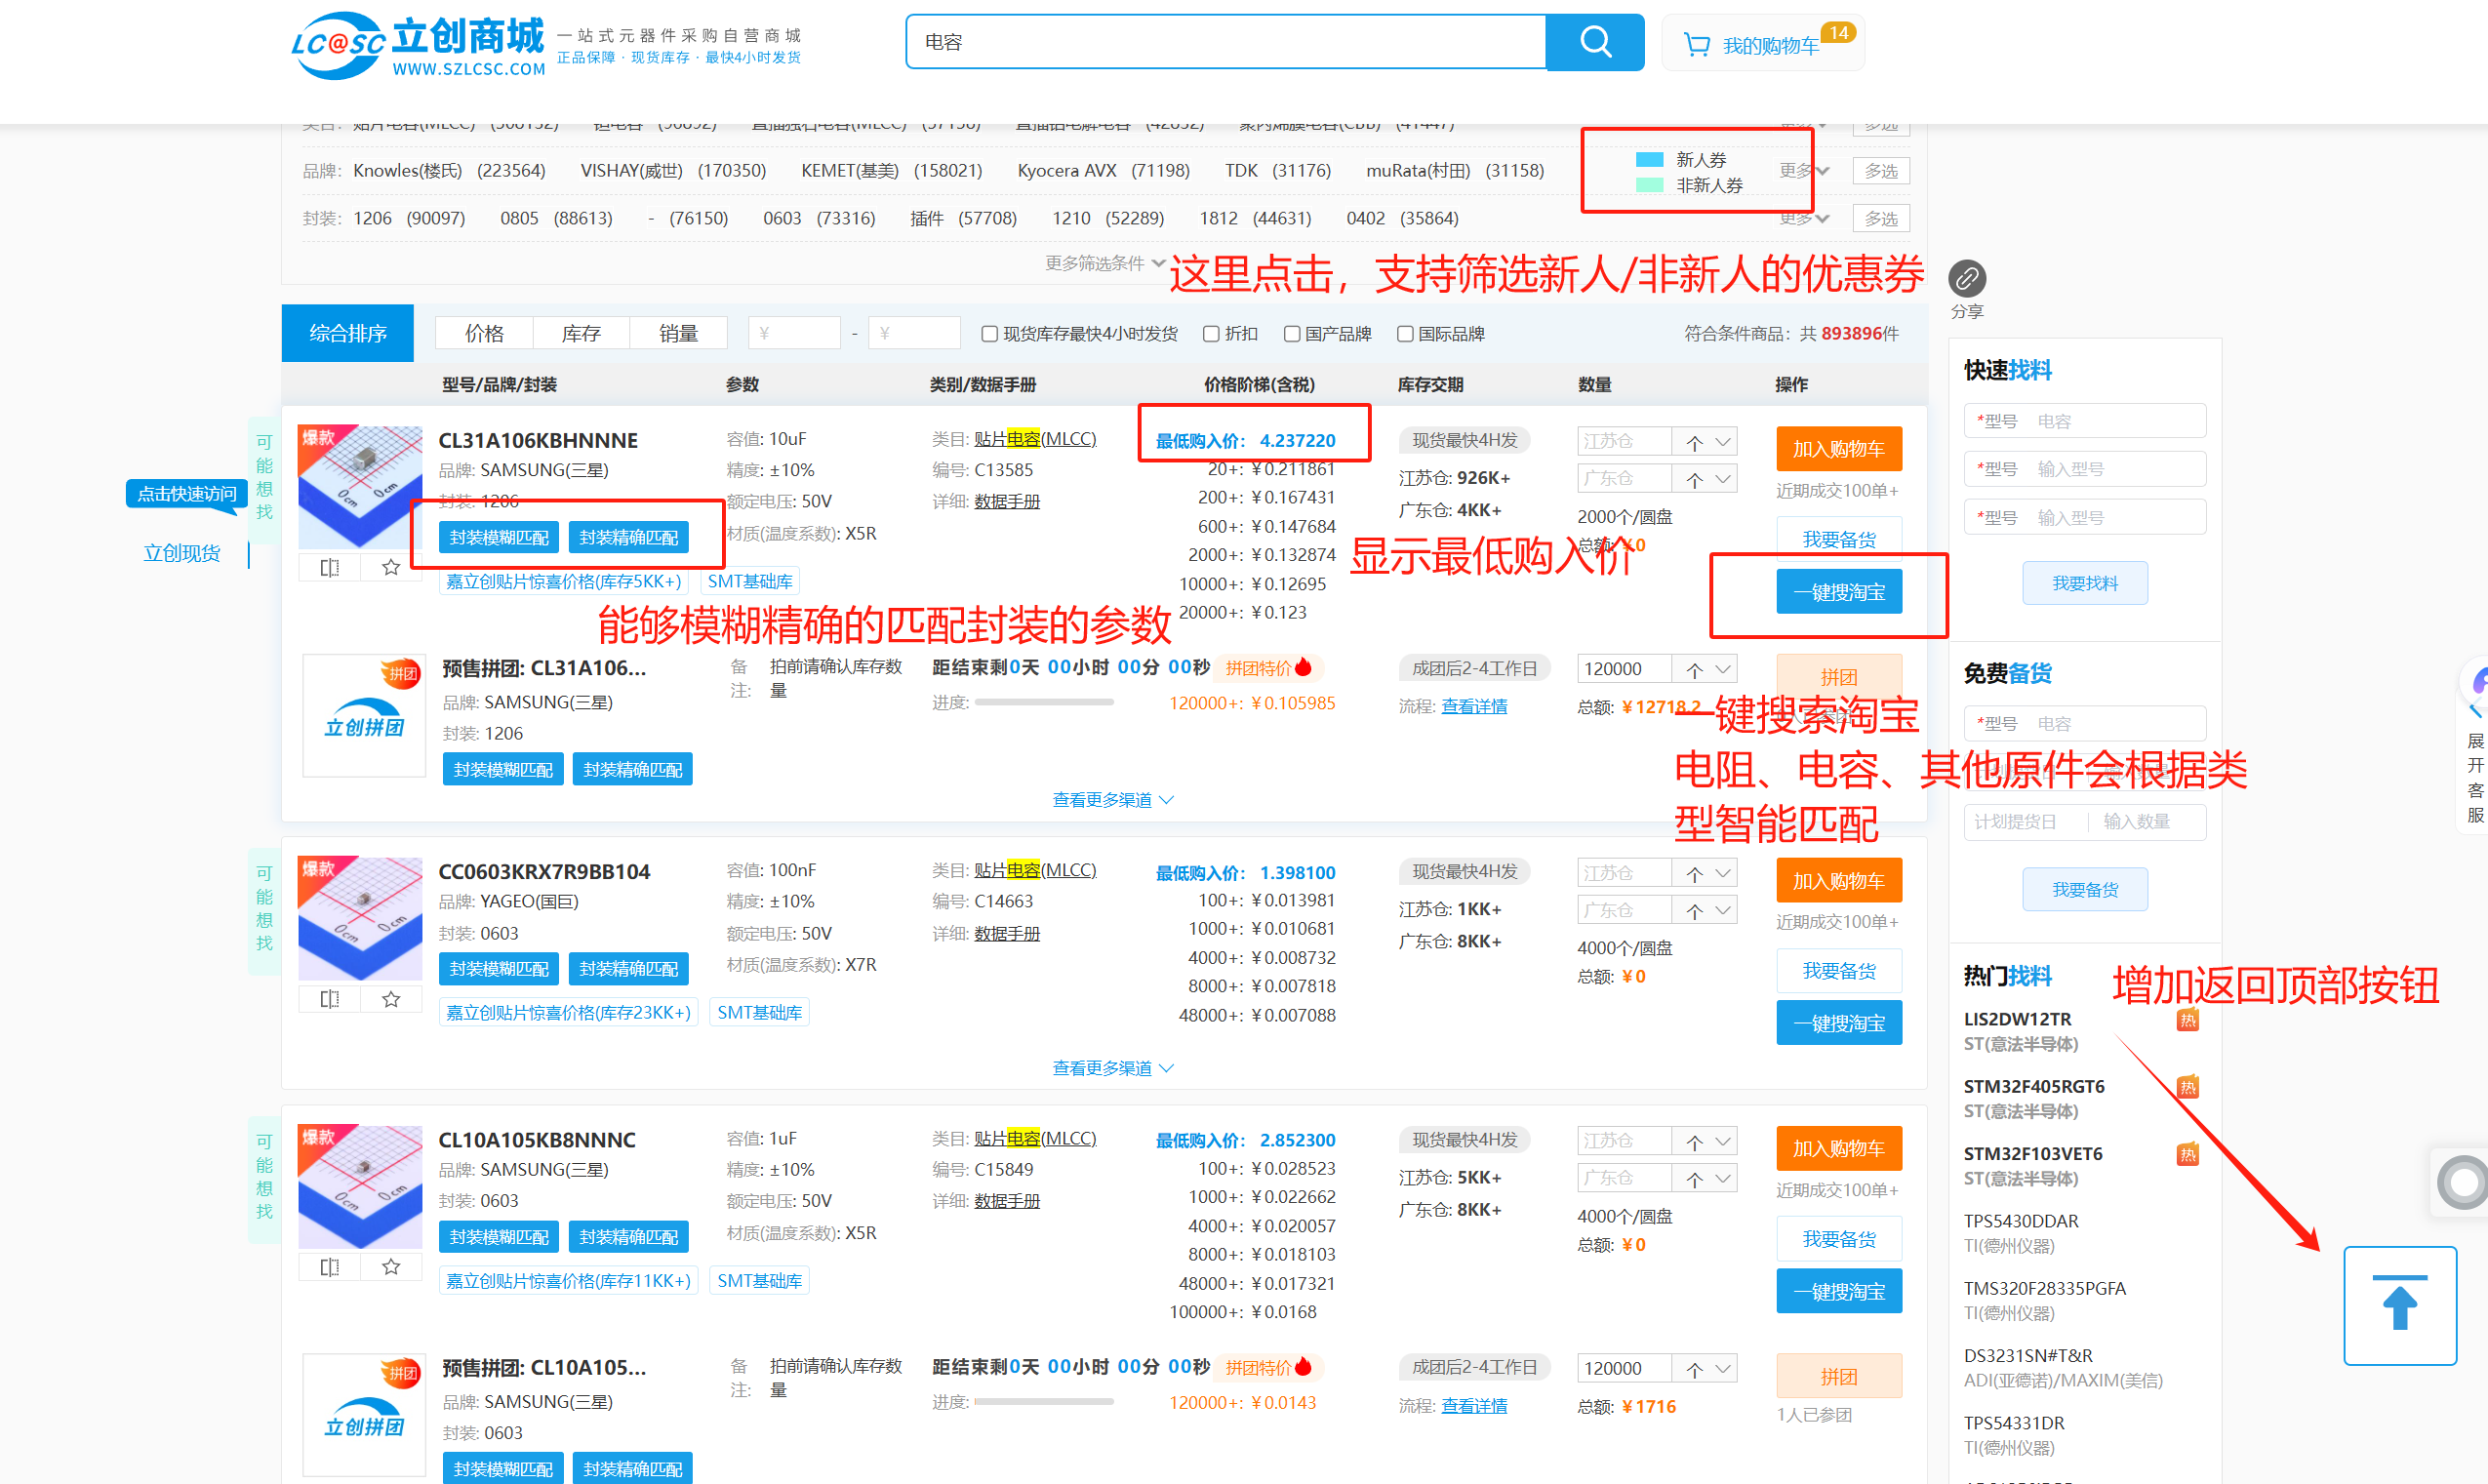 LC@SC 立创商城
WWW.SZLCSC.COM
一站式元器件采购自营商城
正品保障 · 现货库存 · 最快4小时发货
电容
我的购物车 14
品牌: Knowles(楼氏) (223564) VISHAY(威世) (170350) KEMET(基美) (158021) Kyocera AVX (71198) TDK (31176) muRata(村田) (31158) 更多 多选
新人券
非新人券
封装: 1206 (90097) 0805 (88613) - (76150) 0603 (73316) 插件 (57708) 1210 (52289) 1812 (44631) 0402 (35864) 更多 多选
更多筛选条件
这里点击，支持筛选新人/非新人的优惠券
分享
综合排序 价格 库存 销量 ¥ - ¥ 现货库存最快4小时发货 折扣 国产品牌 国际品牌 符合条件商品：共 893896件
型号/品牌/封装 参数 类别/数据手册 价格阶梯(含税) 库存交期 数量 操作
可能想找
点击快速访问
立创现货
爆款
CL31A106KBHNNNE
品牌: SAMSUNG(三星)
封装: 1206
封装模糊匹配 封装精确匹配
嘉立创贴片惊喜价格(库存5KK+) SMT基础库
容值: 10uF
精度: ±10%
额定电压: 50V
材质(温度系数): X5R
类目: 贴片电容(MLCC)
编号: C13585
详细: 数据手册
最低购入价： 4.237220
20+: ¥0.211861
200+: ¥0.167431
600+: ¥0.147684
2000+: ¥0.132874
10000+: ¥0.12695
20000+: ¥0.123
现货最快4H发
江苏仓: 926K+
广东仓: 4KK+
江苏仓 个
广东仓 个
2000个/圆盘
总额: ¥0
加入购物车
近期成交100单+
我要备货
一键搜淘宝
显示最低购入价
能够模糊精确的匹配封装的参数
拼团
立创拼团
预售拼团: CL31A106...
品牌: SAMSUNG(三星)
封装: 1206
封装模糊匹配 封装精确匹配
备注: 拍前请确认库存数量
距结束剩0天 00小时 00分 00秒 拼团特价
进度:
120000+: ¥0.105985
成团后2-4工作日
流程: 查看详情
120000 个
总额: ¥12718.2
拼团
一键搜索淘宝
电阻、电容、其他原件会根据类
型智能匹配
查看更多渠道
可能想找
爆款
CC0603KRX7R9BB104
品牌: YAGEO(国巨)
封装: 0603
封装模糊匹配 封装精确匹配
嘉立创贴片惊喜价格(库存23KK+) SMT基础库
容值: 100nF
精度: ±10%
额定电压: 50V
材质(温度系数): X7R
类目: 贴片电容(MLCC)
编号: C14663
详细: 数据手册
最低购入价： 1.398100
100+: ¥0.013981
1000+: ¥0.010681
4000+: ¥0.008732
8000+: ¥0.007818
48000+: ¥0.007088
现货最快4H发
江苏仓: 1KK+
广东仓: 8KK+
江苏仓 个
广东仓 个
4000个/圆盘
总额: ¥0
加入购物车
近期成交100单+
我要备货
一键搜淘宝
查看更多渠道
可能想找
爆款
CL10A105KB8NNNC
品牌: SAMSUNG(三星)
封装: 0603
封装模糊匹配 封装精确匹配
嘉立创贴片惊喜价格(库存11KK+) SMT基础库
容值: 1uF
精度: ±10%
额定电压: 50V
材质(温度系数): X5R
类目: 贴片电容(MLCC)
编号: C15849
详细: 数据手册
最低购入价： 2.852300
100+: ¥0.028523
1000+: ¥0.022662
4000+: ¥0.020057
8000+: ¥0.018103
48000+: ¥0.017321
100000+: ¥0.0168
现货最快4H发
江苏仓: 5KK+
广东仓: 8KK+
江苏仓 个
广东仓 个
4000个/圆盘
总额: ¥0
加入购物车
近期成交100单+
我要备货
一键搜淘宝
拼团
立创拼团
预售拼团: CL10A105...
品牌: SAMSUNG(三星)
封装: 0603
封装模糊匹配 封装精确匹配
备注: 拍前请确认库存数量
距结束剩0天 00小时 00分 00秒 拼团特价
进度:
120000+: ¥0.0143
成团后2-4工作日
流程: 查看详情
120000 个
总额: ¥1716
拼团
1人已参团
快速找料
*型号 电容
*型号 输入型号
*型号 输入型号
我要找料
免费备货
*型号 电容
计划提货日 输入数量
我要备货
热门找料
增加返回顶部按钮
LIS2DW12TR 热
ST(意法半导体)
STM32F405RGT6 热
ST(意法半导体)
STM32F103VET6 热
ST(意法半导体)
TPS5430DDAR
TI(德州仪器)
TMS320F28335PGFA
TI(德州仪器)
DS3231SN#T&R
ADI(亚德诺)/MAXIM(美信)
TPS54331DR
TI(德州仪器)
展开客服